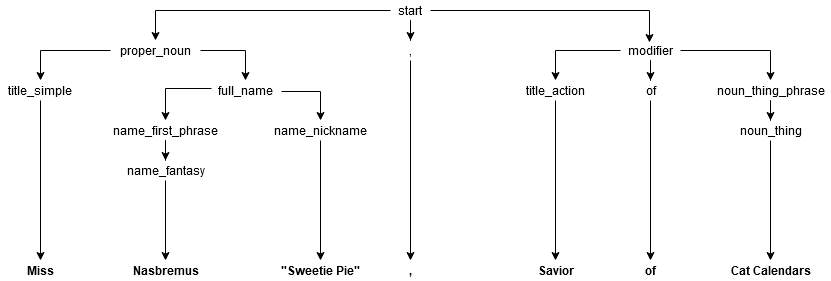 start
proper_noun , modifier
title_simple full_name title_action of noun_thing_phrase
name_first_phrase name_nickname noun_thing
name_fantasy
Miss Nasbremus "Sweetie Pie" , Savior of Cat Calendars